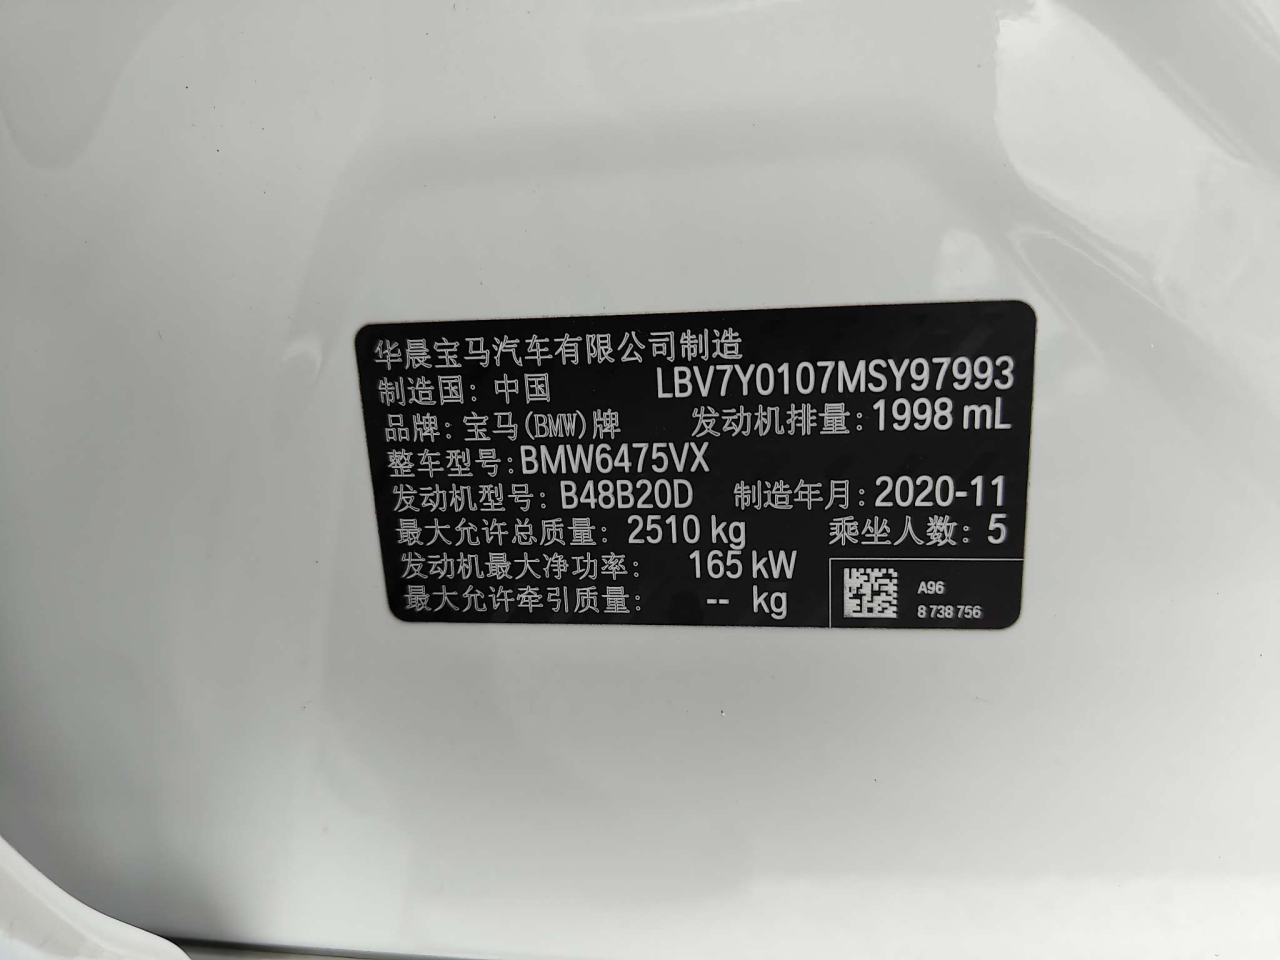 华晨宝马汽车有限公司制造
制造国：中国 LBV7Y0107MSY97993
品牌：宝马(BMW)牌 发动机排量：1998 mL
整车型号：BMW6475VX
发动机型号：B48B20D 制造年月：2020-11
最大允许总质量：2510 kg 乘坐人数：5
发动机最大净功率： 165 kW
最大允许牵引质量： -- kg
A96
8 738 756